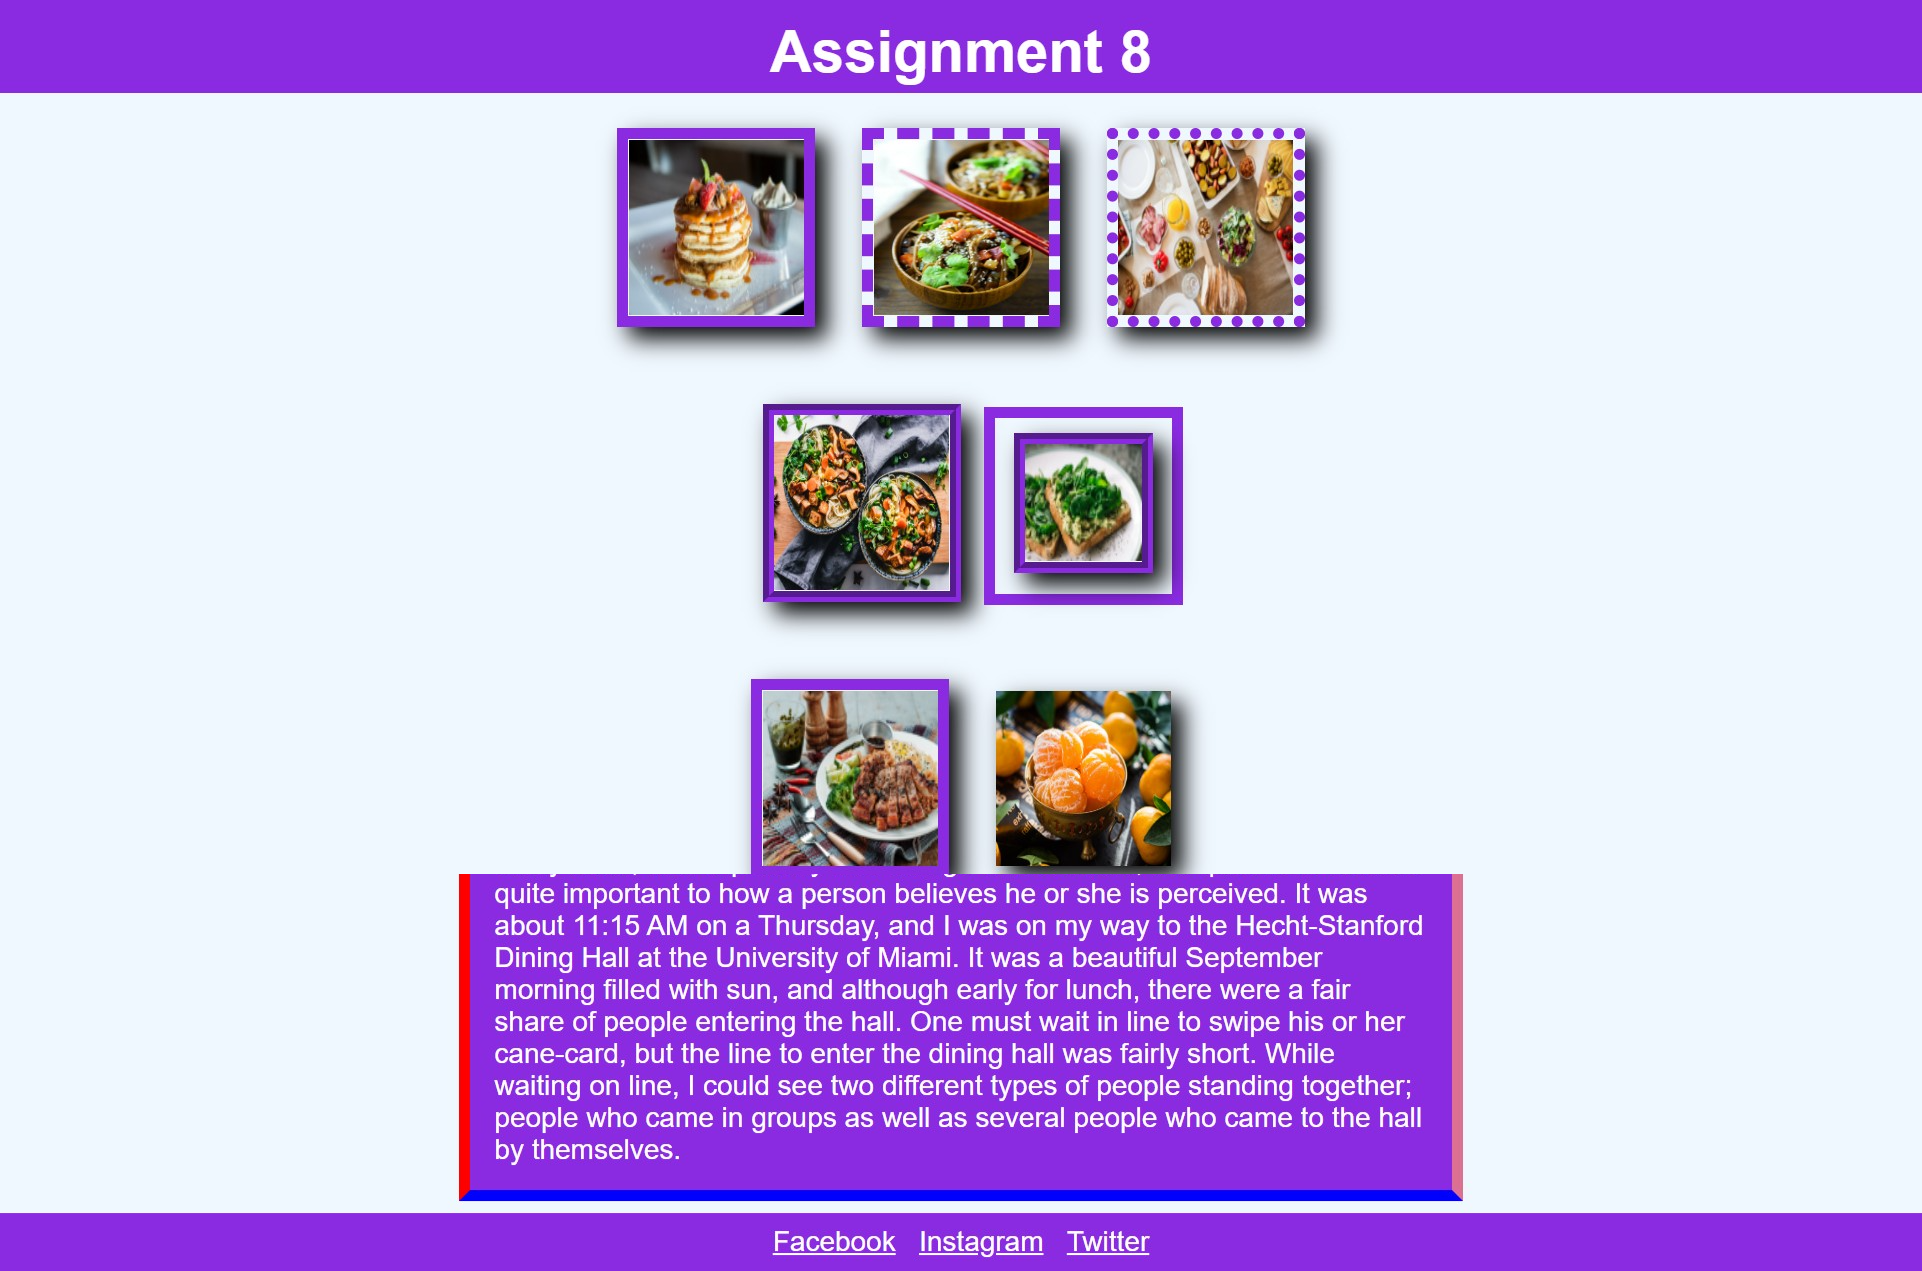 Assignment 8
quite important to how a person believes he or she is perceived. It was
about 11:15 AM on a Thursday, and I was on my way to the Hecht-Stanford
Dining Hall at the University of Miami. It was a beautiful September
morning filled with sun, and although early for lunch, there were a fair
share of people entering the hall. One must wait in line to swipe his or her
cane-card, but the line to enter the dining hall was fairly short. While
waiting on line, I could see two different types of people standing together;
people who came in groups as well as several people who came to the hall
by themselves.
Facebook Instagram Twitter